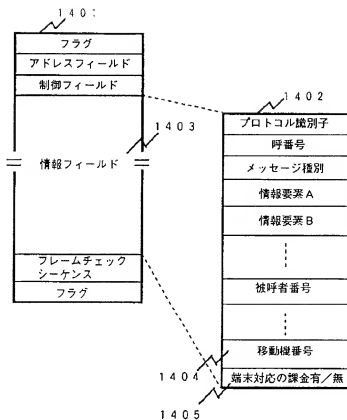 1401
フラグ
アドレスフィールド
制御フィールド
1402
プロトコル識別子
1403
呼番号
メッセージ種別
情報フィールド
情報要素A
情報要素B
フレームチェック
シーケンス
被呼者番号
フラグ
移動機番号
1404
端末対応の課金有/無
1405